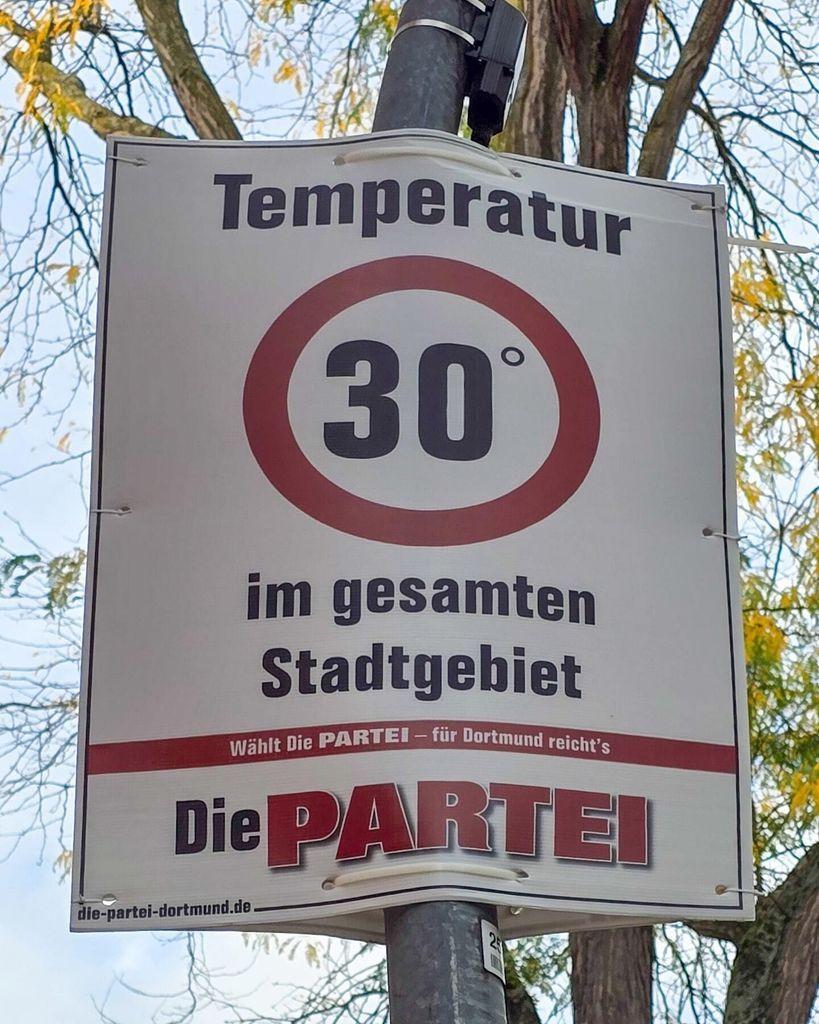 Temperatur
30°
im gesamten
Stadtgebiet
Wählt Die PARTEI – für Dortmund reicht's
Die PARTEI
die-partei-dortmund.de